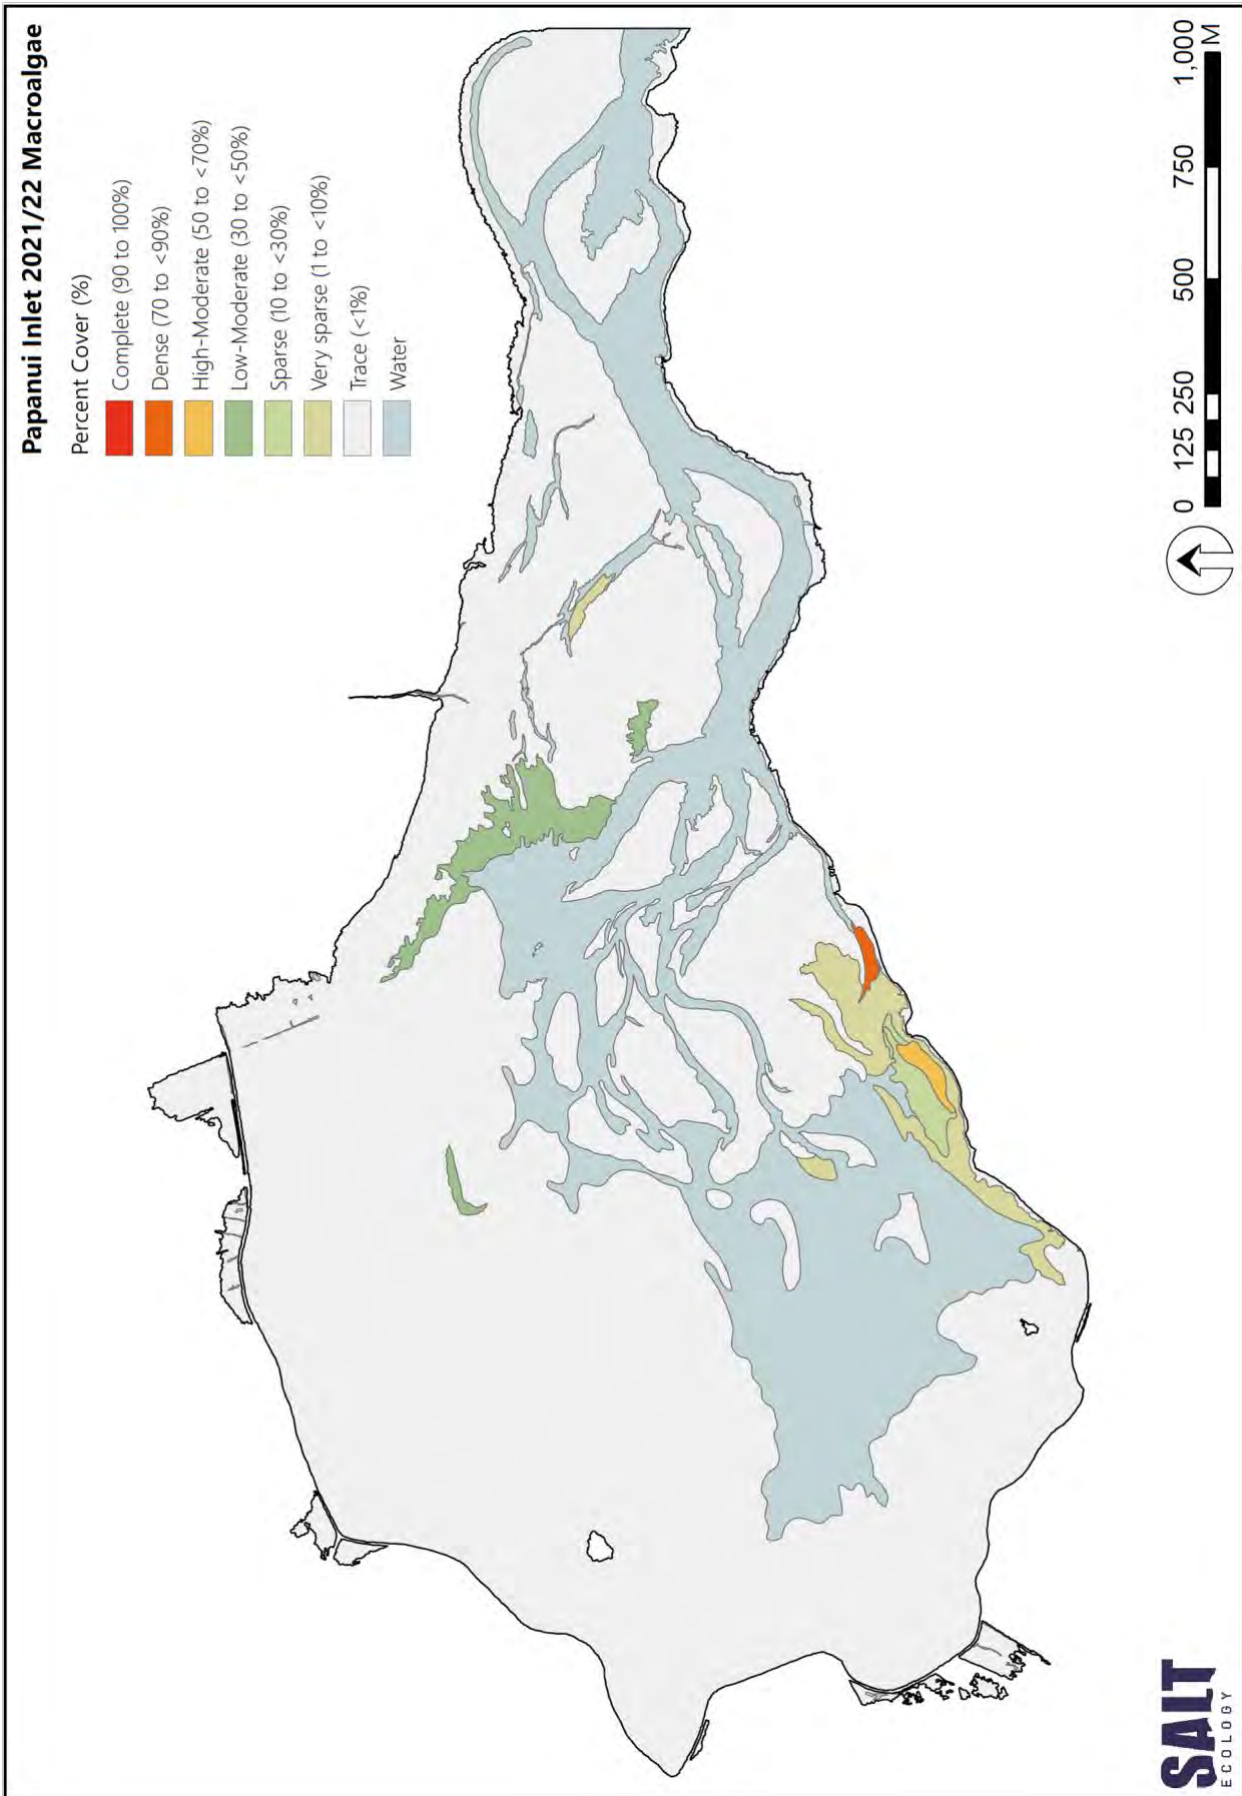 Papanui Inlet 2021/22 Macroalgae
Percent Cover (%)
Complete (90 to 100%)
Dense (70 to <90%)
High-Moderate (50 to <70%)
Low-Moderate (30 to <50%)
Sparse (10 to <30%)
Very sparse (1 to <10%)
Trace (<1%)
Water
0 125 250 500 750 1,000
M
SALT
ECOLOGY